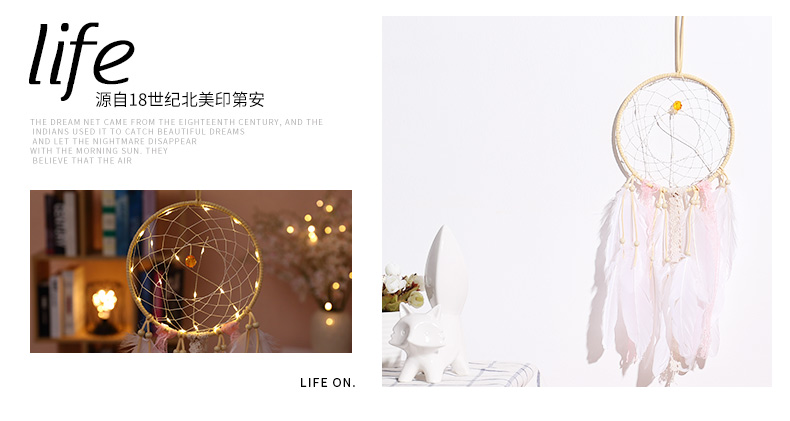 life
源自18世纪北美印第安
THE DREAM NET CAME FROM THE EIGHTEENTH CENTURY, AND THE
INDIANS USED IT TO CATCH BEAUTIFUL DREAMS
AND LET THE NIGHTMARE DISAPPEAR
WITH THE MORNING SUN. THEY
BELIEVE THAT THE AIR
LIFE ON.